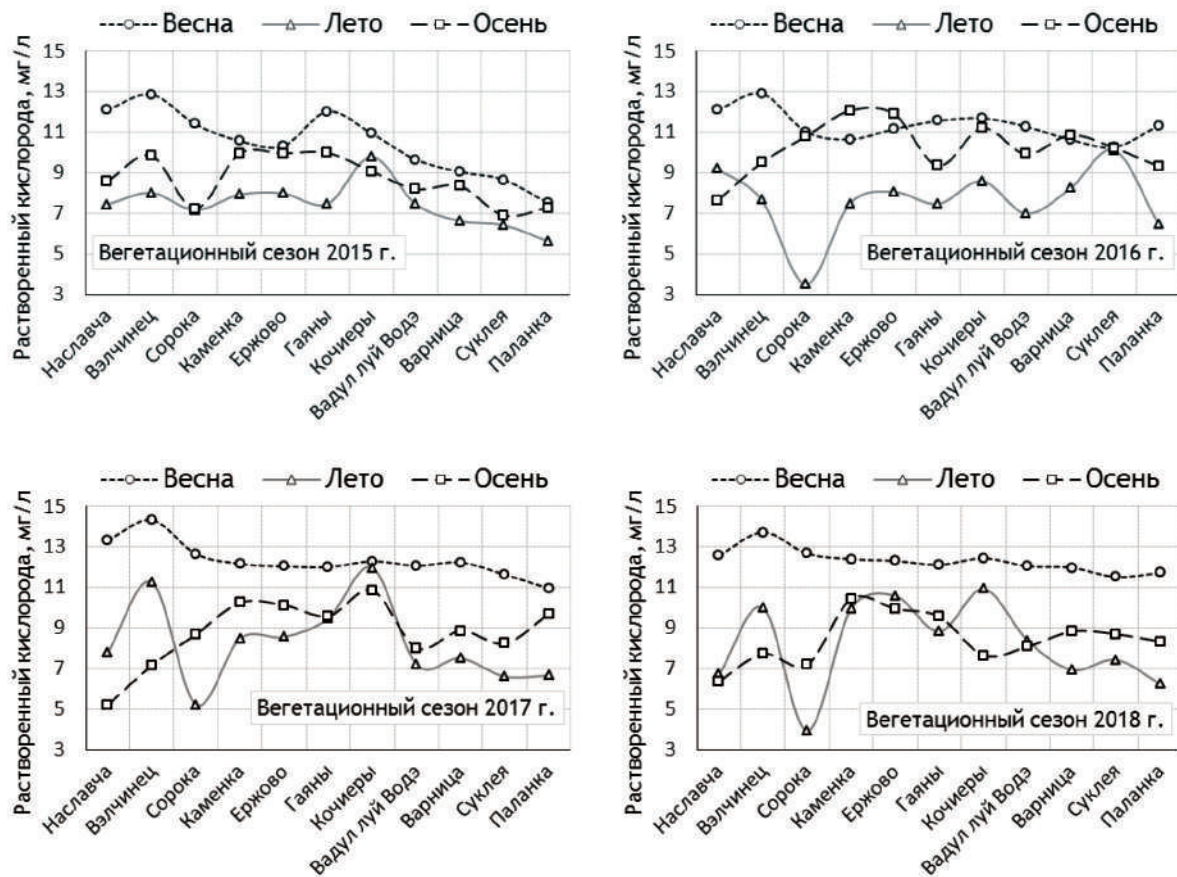 Весна Лето Осень
Растворенный кислорода, мг/л
15
13
11
9
7
5
3
Вегетационный сезон 2015 г.
Наславча
Вэлчинец
Сорока
Каменка
Ержово
Гаяны
Кочиеры
Вадул луй Водэ
Варница
Суклея
Паланка
Весна Лето Осень
Растворенный кислорода, мг/л
15
13
11
9
7
5
3
Вегетационный сезон 2016 г.
Наславча
Вэлчинец
Сорока
Каменка
Ержово
Гаяны
Кочиеры
Вадул луй Водэ
Варница
Суклея
Паланка
Весна Лето Осень
Растворенный кислорода, мг/л
15
13
11
9
7
5
3
Вегетационный сезон 2017 г.
Наславча
Вэлчинец
Сорока
Каменка
Ержово
Гаяны
Кочиеры
Вадул луй Водэ
Варница
Суклея
Паланка
Весна Лето Осень
Растворенный кислорода, мг/л
15
13
11
9
7
5
3
Вегетационный сезон 2018 г.
Наславча
Вэлчинец
Сорока
Каменка
Ержово
Гаяны
Кочиеры
Вадул луй Водэ
Варница
Суклея
Паланка